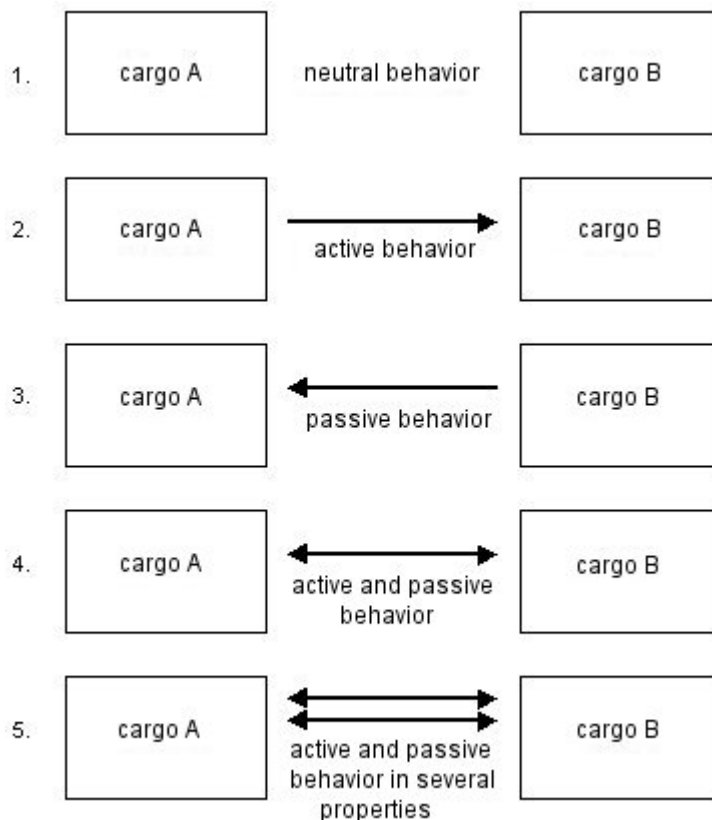 1. cargo A neutral behavior cargo B
2. cargo A active behavior cargo B
3. cargo A passive behavior cargo B
4. cargo A active and passive behavior cargo B
5. cargo A active and passive behavior in several properties cargo B